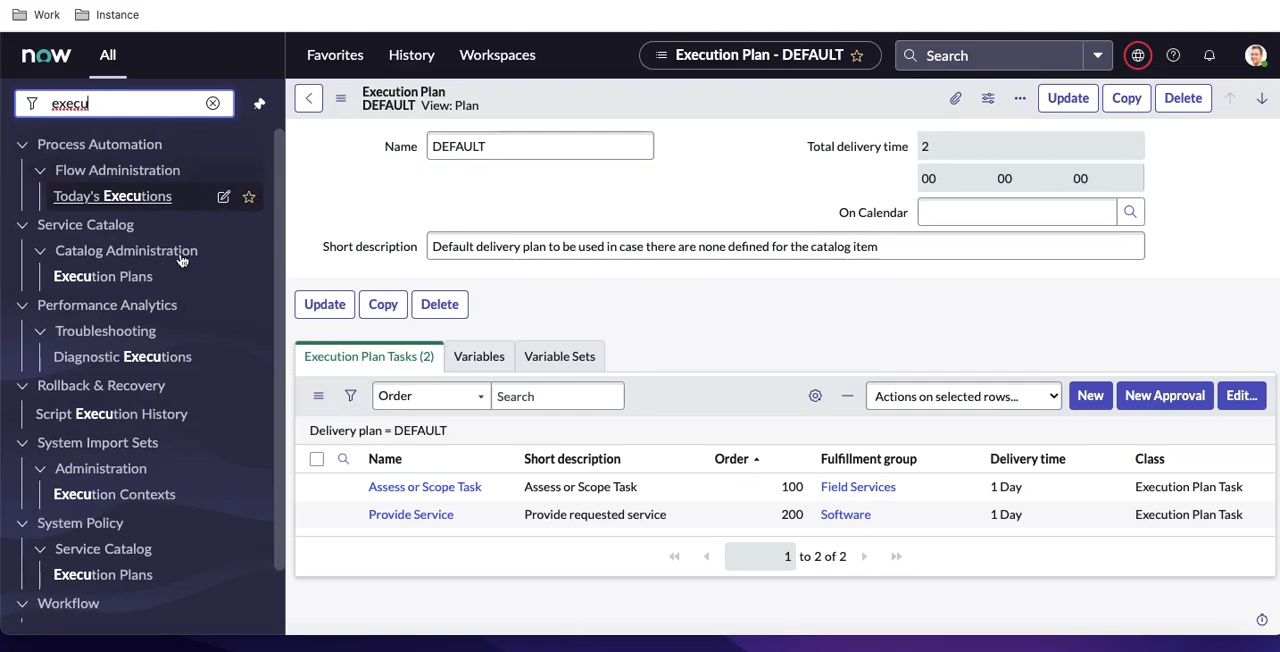 Work Instance
now All Favorites History Workspaces Execution Plan - DEFAULT Search
execu
Process Automation
Flow Administration
Today's Executions
Service Catalog
Catalog Administration
Execution Plans
Performance Analytics
Troubleshooting
Diagnostic Executions
Rollback & Recovery
Script Execution History
System Import Sets
Administration
Execution Contexts
System Policy
Service Catalog
Execution Plans
Workflow
Execution Plan
DEFAULT View: Plan
Update Copy Delete
Name DEFAULT Total delivery time 2
00 00 00
On Calendar
Short description Default delivery plan to be used in case there are none defined for the catalog item
Update Copy Delete
Execution Plan Tasks (2) Variables Variable Sets
Order Search Actions on selected rows... New New Approval Edit...
Delivery plan = DEFAULT
Name Short description Order Fulfillment group Delivery time Class
Assess or Scope Task Assess or Scope Task 100 Field Services 1 Day Execution Plan Task
Provide Service Provide requested service 200 Software 1 Day Execution Plan Task
1 to 2 of 2